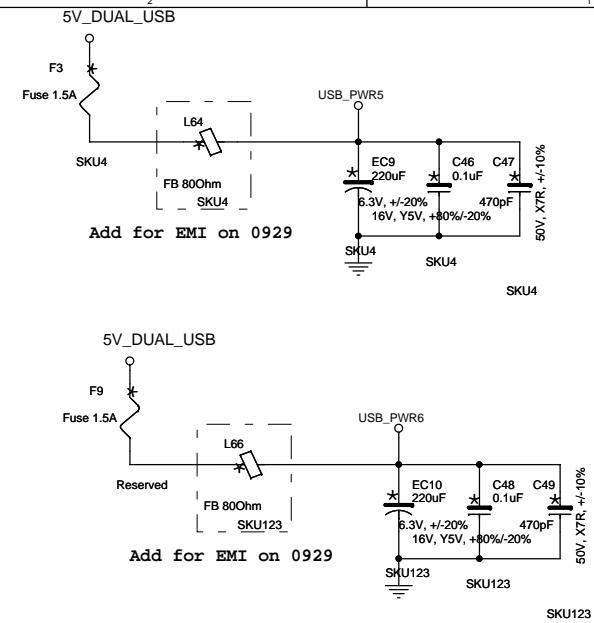 2
1
5V_DUAL_USB
F3
Fuse 1.5A
SKU4
L64
FB 80Ohm
SKU4
Add for EMI on 0929
USB_PWR5
EC9
220uF
6.3V, +/-20%
C46
0.1uF
16V, Y5V, +80%/-20%
C47
470pF
50V, X7R, +/-10%
SKU4
SKU4
SKU4
5V_DUAL_USB
F9
Fuse 1.5A
Reserved
L66
FB 80Ohm
SKU123
Add for EMI on 0929
USB_PWR6
EC10
220uF
6.3V, +/-20%
C48
0.1uF
16V, Y5V, +80%/-20%
C49
470pF
50V, X7R, +/-10%
SKU123
SKU123
SKU123